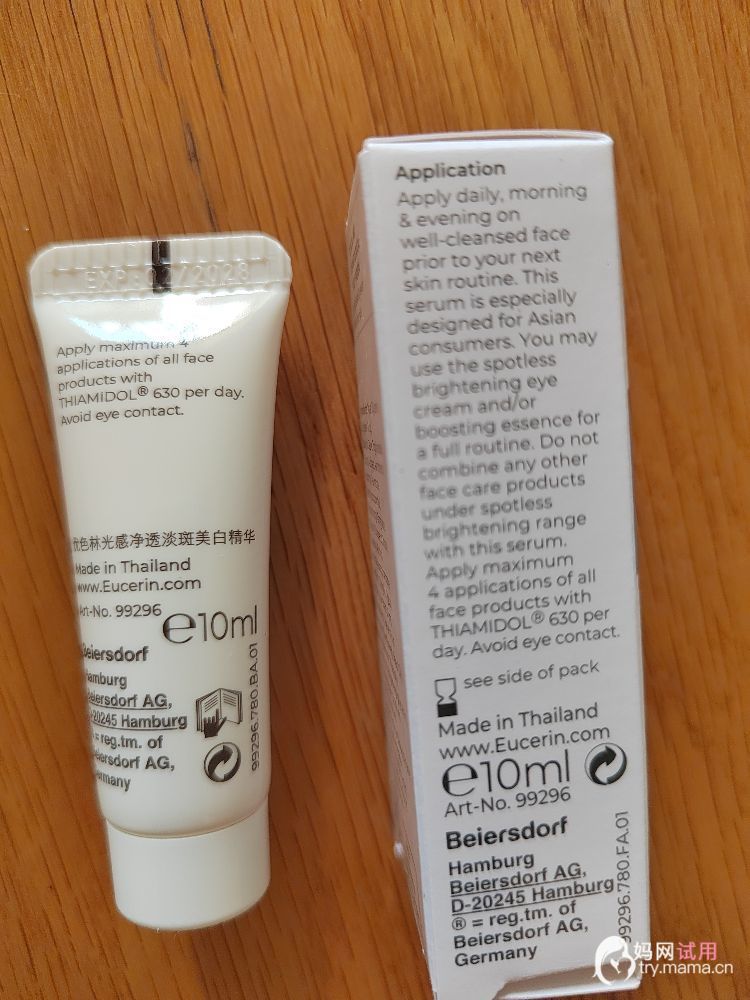 EXP: /2028
Apply maximum 4
applications of all face
products with
THIAMIDOL® 630 per day.
Avoid eye contact.
色林光感净透淡斑美白精华
Made in Thailand
www.Eucerin.com
Art-No. 99296
e10ml
Beiersdorf
Hamburg
Beiersdorf AG,
D-20245 Hamburg
® = reg.tm. of
Beiersdorf AG,
Germany
99296.780.BA.01
Application
Apply daily, morning
& evening on
well-cleansed face
prior to your next
skin routine. This
serum is especially
designed for Asian
consumers. You may
use the spotless
brightening eye
cream and/or
boosting essence for
a full routine. Do not
combine any other
face care products
under spotless
brightening range
with this serum.
Apply maximum
4 applications of all
face products with
THIAMIDOL® 630 per
day. Avoid eye contact.
see side of pack
Made in Thailand
www.Eucerin.com
e10ml
Art-No. 99296
Beiersdorf
Hamburg
Beiersdorf AG,
D-20245 Hamburg
® = reg.tm. of
Beiersdorf AG,
Germany
99296.780.FA.01
妈网试用
try.mama.cn